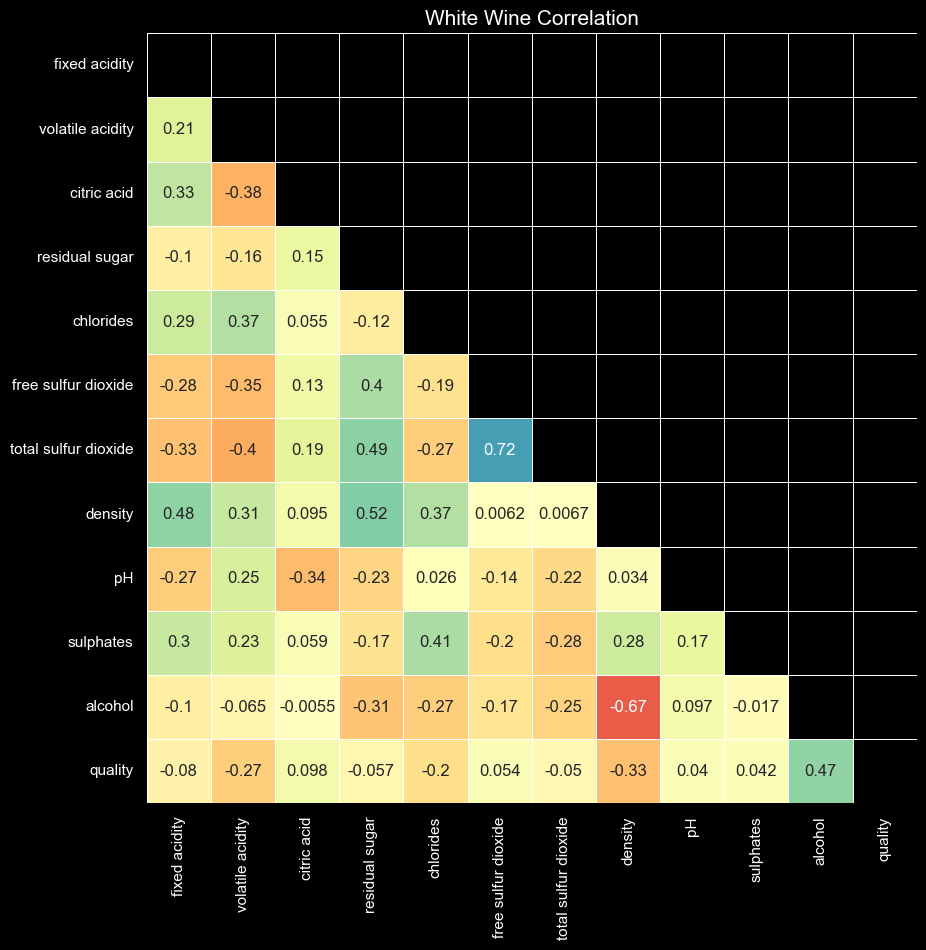 White Wine Correlation
fixed acidity
volatile acidity 0.21
citric acid 0.33 -0.38
residual sugar -0.1 -0.16 0.15
chlorides 0.29 0.37 0.055 -0.12
free sulfur dioxide -0.28 -0.35 0.13 0.4 -0.19
total sulfur dioxide -0.33 -0.4 0.19 0.49 -0.27 0.72
density 0.48 0.31 0.095 0.52 0.37 0.0062 0.0067
pH -0.27 0.25 -0.34 -0.23 0.026 -0.14 -0.22 0.034
sulphates 0.3 0.23 0.059 -0.17 0.41 -0.2 -0.28 0.28 0.17
alcohol -0.1 -0.065 -0.0055 -0.31 -0.27 -0.17 -0.25 -0.67 0.097 -0.017
quality -0.08 -0.27 0.098 -0.057 -0.2 0.054 -0.05 -0.33 0.04 0.042 0.47
fixed acidity
volatile acidity
citric acid
residual sugar
chlorides
free sulfur dioxide
total sulfur dioxide
density
pH
sulphates
alcohol
quality